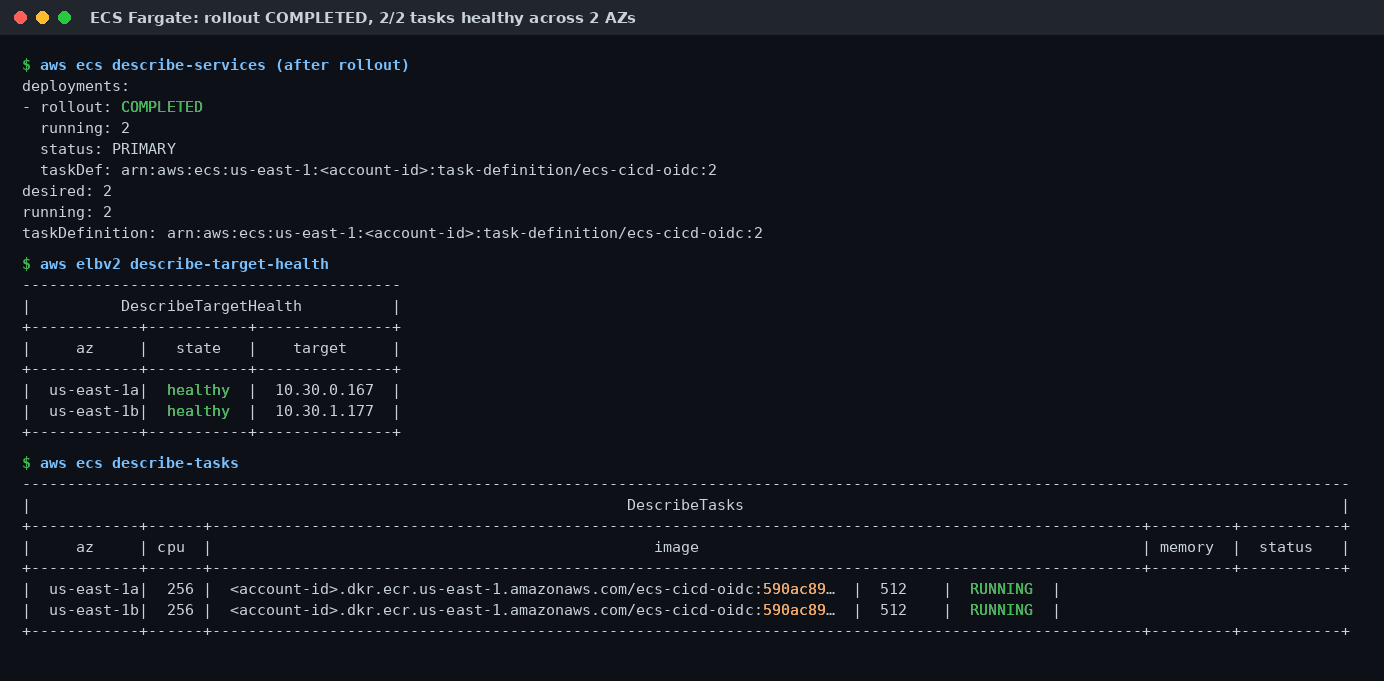 ECS Fargate: rollout COMPLETED, 2/2 tasks healthy across 2 AZs
$ aws ecs describe-services (after rollout)
deployments:
- rollout: COMPLETED
  running: 2
  status: PRIMARY
  taskDef: arn:aws:ecs:us-east-1:<account-id>:task-definition/ecs-cicd-oidc:2
desired: 2
running: 2
taskDefinition: arn:aws:ecs:us-east-1:<account-id>:task-definition/ecs-cicd-oidc:2
$ aws elbv2 describe-target-health
------------------------------------------
|          DescribeTargetHealth          |
+------------+-----------+---------------+
|     az     |   state   |    target     |
+------------+-----------+---------------+
|  us-east-1a|  healthy  |  10.30.0.167  |
|  us-east-1b|  healthy  |  10.30.1.177  |
+------------+-----------+---------------+
$ aws ecs describe-tasks
---------------------------------------------------------------------------------------------------------------------------------------------------
|                                                                  DescribeTasks                                                                  |
+------------+------+-------------------------------------------------------------------------------------------------------+---------+-----------+
|     az     | cpu  |                                                 image                                                 | memory  |  status   |
+------------+------+-------------------------------------------------------------------------------------------------------+---------+-----------+
|  us-east-1a|  256 |  <account-id>.dkr.ecr.us-east-1.amazonaws.com/ecs-cicd-oidc:590ac89…  |  512    |  RUNNING  |
|  us-east-1b|  256 |  <account-id>.dkr.ecr.us-east-1.amazonaws.com/ecs-cicd-oidc:590ac89…  |  512    |  RUNNING  |
+------------+------+-------------------------------------------------------------------------------------------------------+---------+-----------+